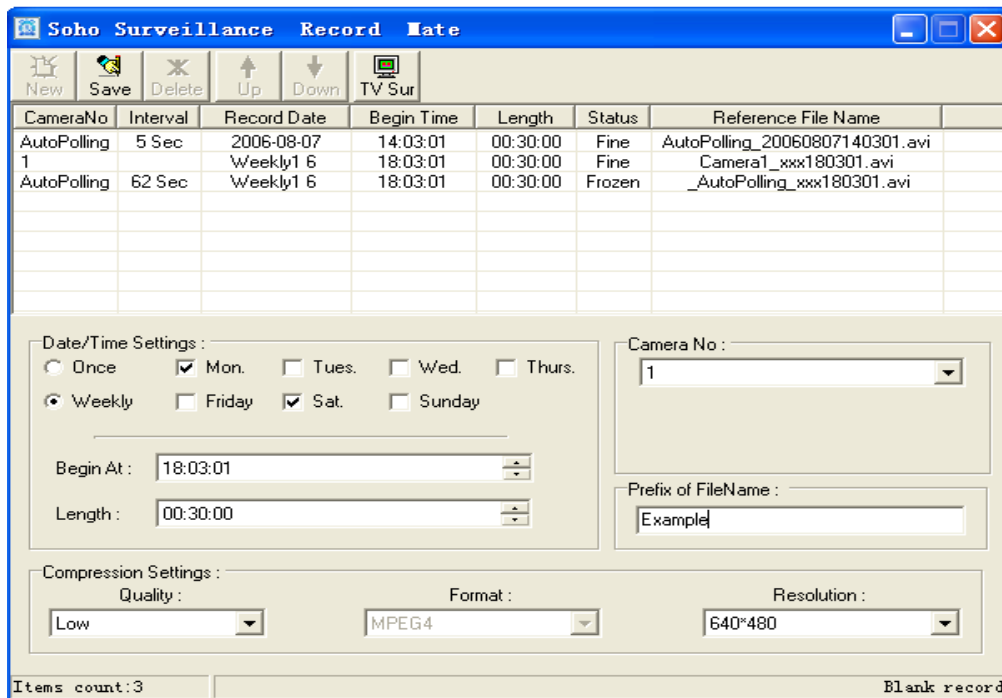 Soho Surveillance Record Mate
New Save Delete Up Down TV Sur
CameraNo Interval Record Date Begin Time Length Status Reference File Name
AutoPolling 5 Sec 2006-08-07 14:03:01 00:30:00 Fine AutoPolling_20060807140301.avi
1 Weekly1 6 18:03:01 00:30:00 Fine Camera1_xxx180301.avi
AutoPolling 62 Sec Weekly1 6 18:03:01 00:30:00 Frozen _AutoPolling_xxx180301.avi
Date/Time Settings :
Once Mon. Tues. Wed. Thurs.
Weekly Friday Sat. Sunday
Begin At : 18:03:01
Length : 00:30:00
Camera No :
1
Prefix of FileName :
Example
Compression Settings :
Quality : Format : Resolution :
Low MPEG4 640*480
Items count:3 Blank record